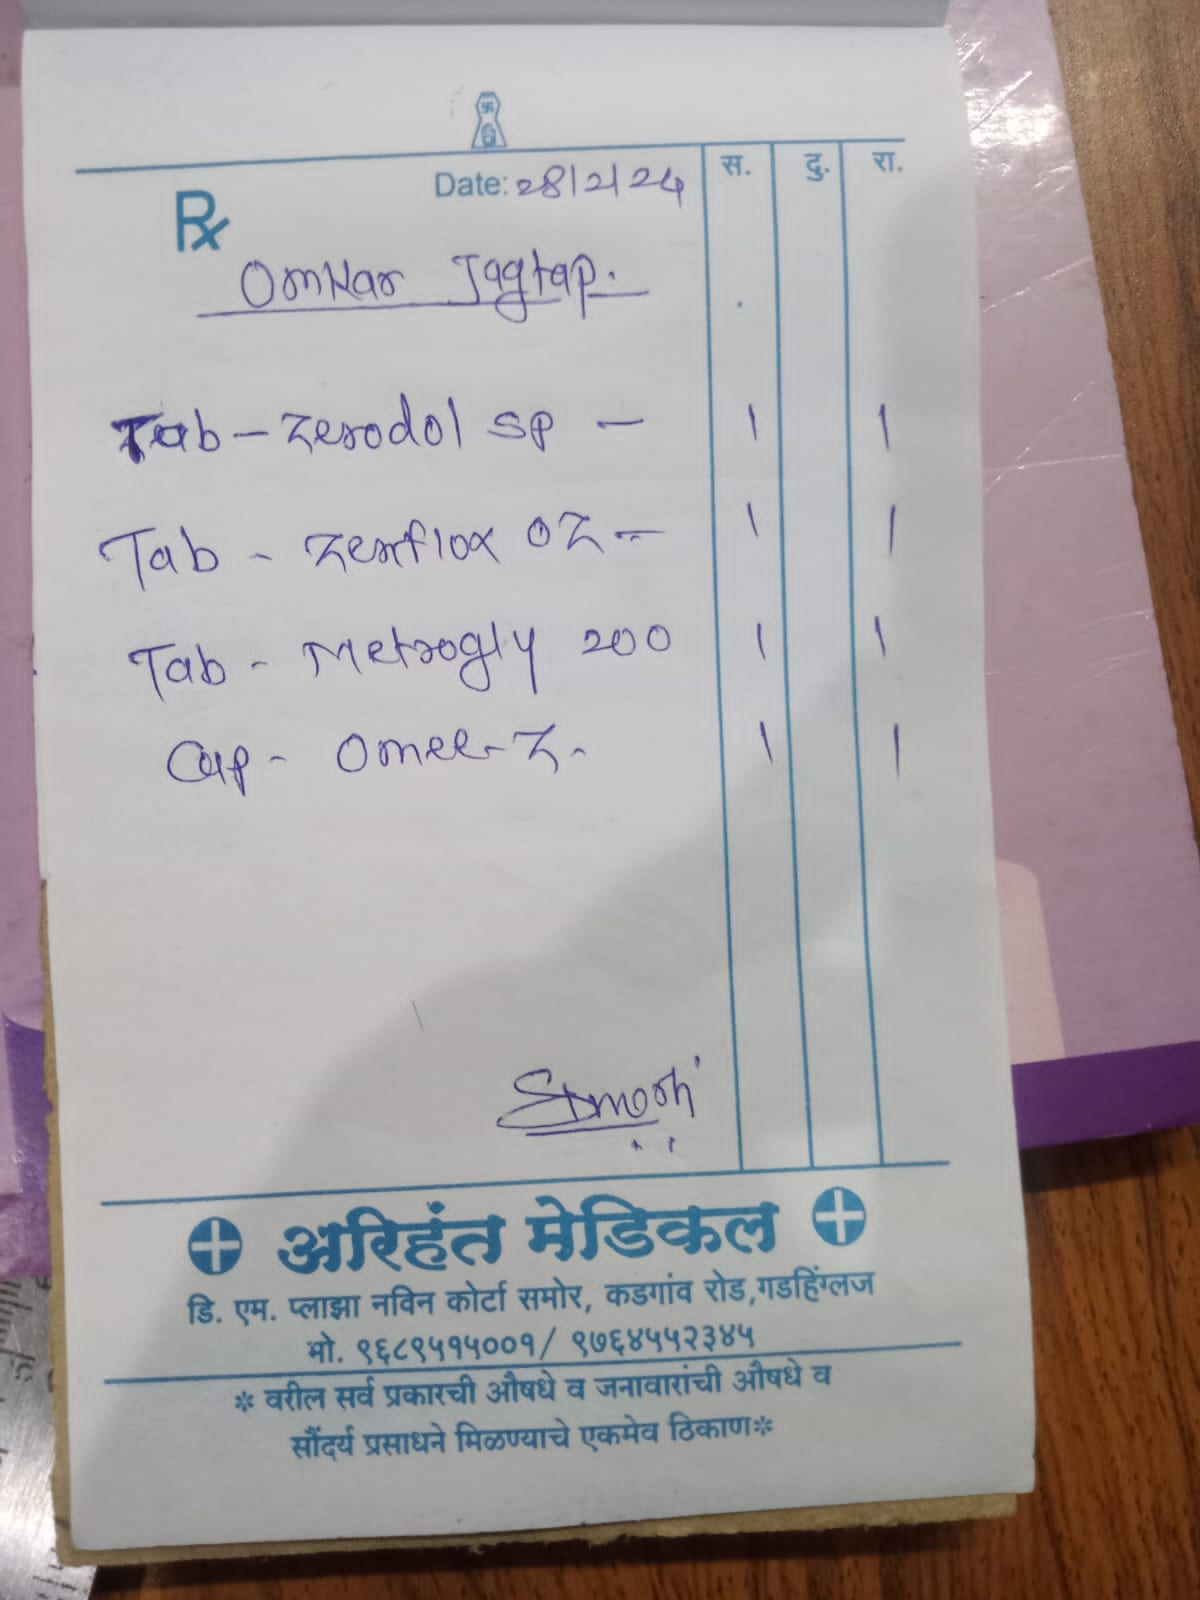 Date: 28/2/24 स. दु. रा.
Rx
Omkar Jagtap.
Tab - Zerodol SP - 1 1
Tab - Zenflox OZ - 1 1
Tab - Metrogly 200 1 1
Cap - Omee-Z. 1 1
अरिहंत मेडिकल
डि. एम. प्लाझा नविन कोर्टा समोर, कडगांव रोड,गडहिंग्लज
मो. ९६८९५१५००१/ ९७६४५५२३४५
* वरील सर्व प्रकारची औषधे व जनावारांची औषधे व
सौंदर्य प्रसाधने मिळण्याचे एकमेव ठिकाण*